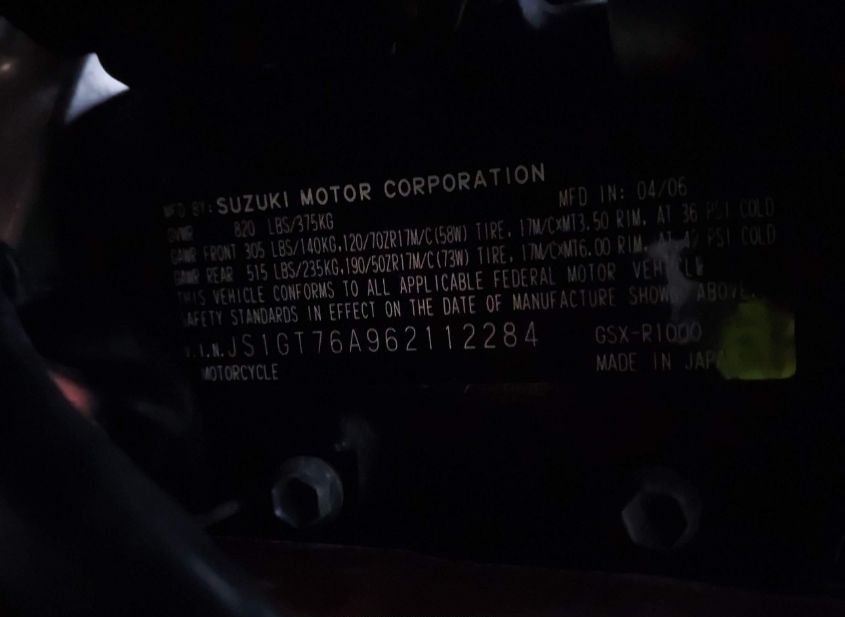 MFD BY: SUZUKI MOTOR CORPORATION MFD IN: 04/06
GVWR 820 LBS/375KG
GAWR FRONT 305 LBS/140KG,120/70ZR17M/C(58W) TIRE, 17M/CXMT3.50 RIM, AT 36 PSI COLD
GAWR REAR 515 LBS/235KG,190/50ZR17M/C(73W) TIRE, 17M/CXMT6.00 RIM, AT 42 PSI COLD
THIS VEHICLE CONFORMS TO ALL APPLICABLE FEDERAL MOTOR VEHICLE
SAFETY STANDARDS IN EFFECT ON THE DATE OF MANUFACTURE SHOWN ABOVE.
V.I.N. JS1GT76A962112284 GSX-R1000
MOTORCYCLE MADE IN JAPAN